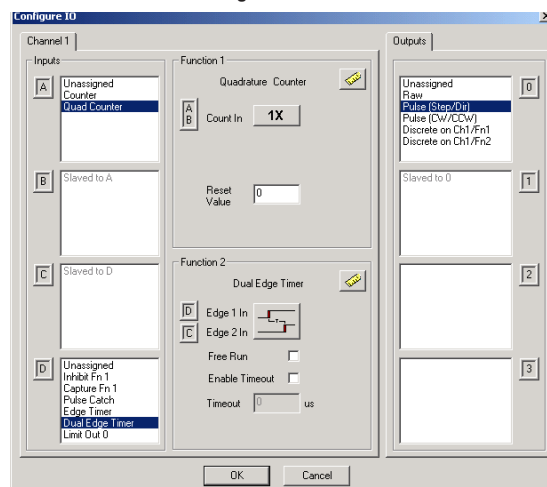 Configure IO
Channel 1
Inputs
A
Unassigned
Counter
Quad Counter
B
Slaved to A
C
Slaved to D
D
Unassigned
Inhibit Fn 1
Capture Fn 1
Pulse Catch
Edge Timer
Dual Edge Timer
Limit Out 0
Function 1
Quadrature Counter
A
B
Count In
1X
Reset
Value
0
Function 2
Dual Edge Timer
D
Edge 1 In
C
Edge 2 In
Free Run
Enable Timeout
Timeout
0
us
Outputs
Unassigned
Raw
Pulse (Step/Dir)
Pulse (CW/CCW)
Discrete on Ch1/Fn1
Discrete on Ch1/Fn2
0
Slaved to 0
1
2
3
OK
Cancel